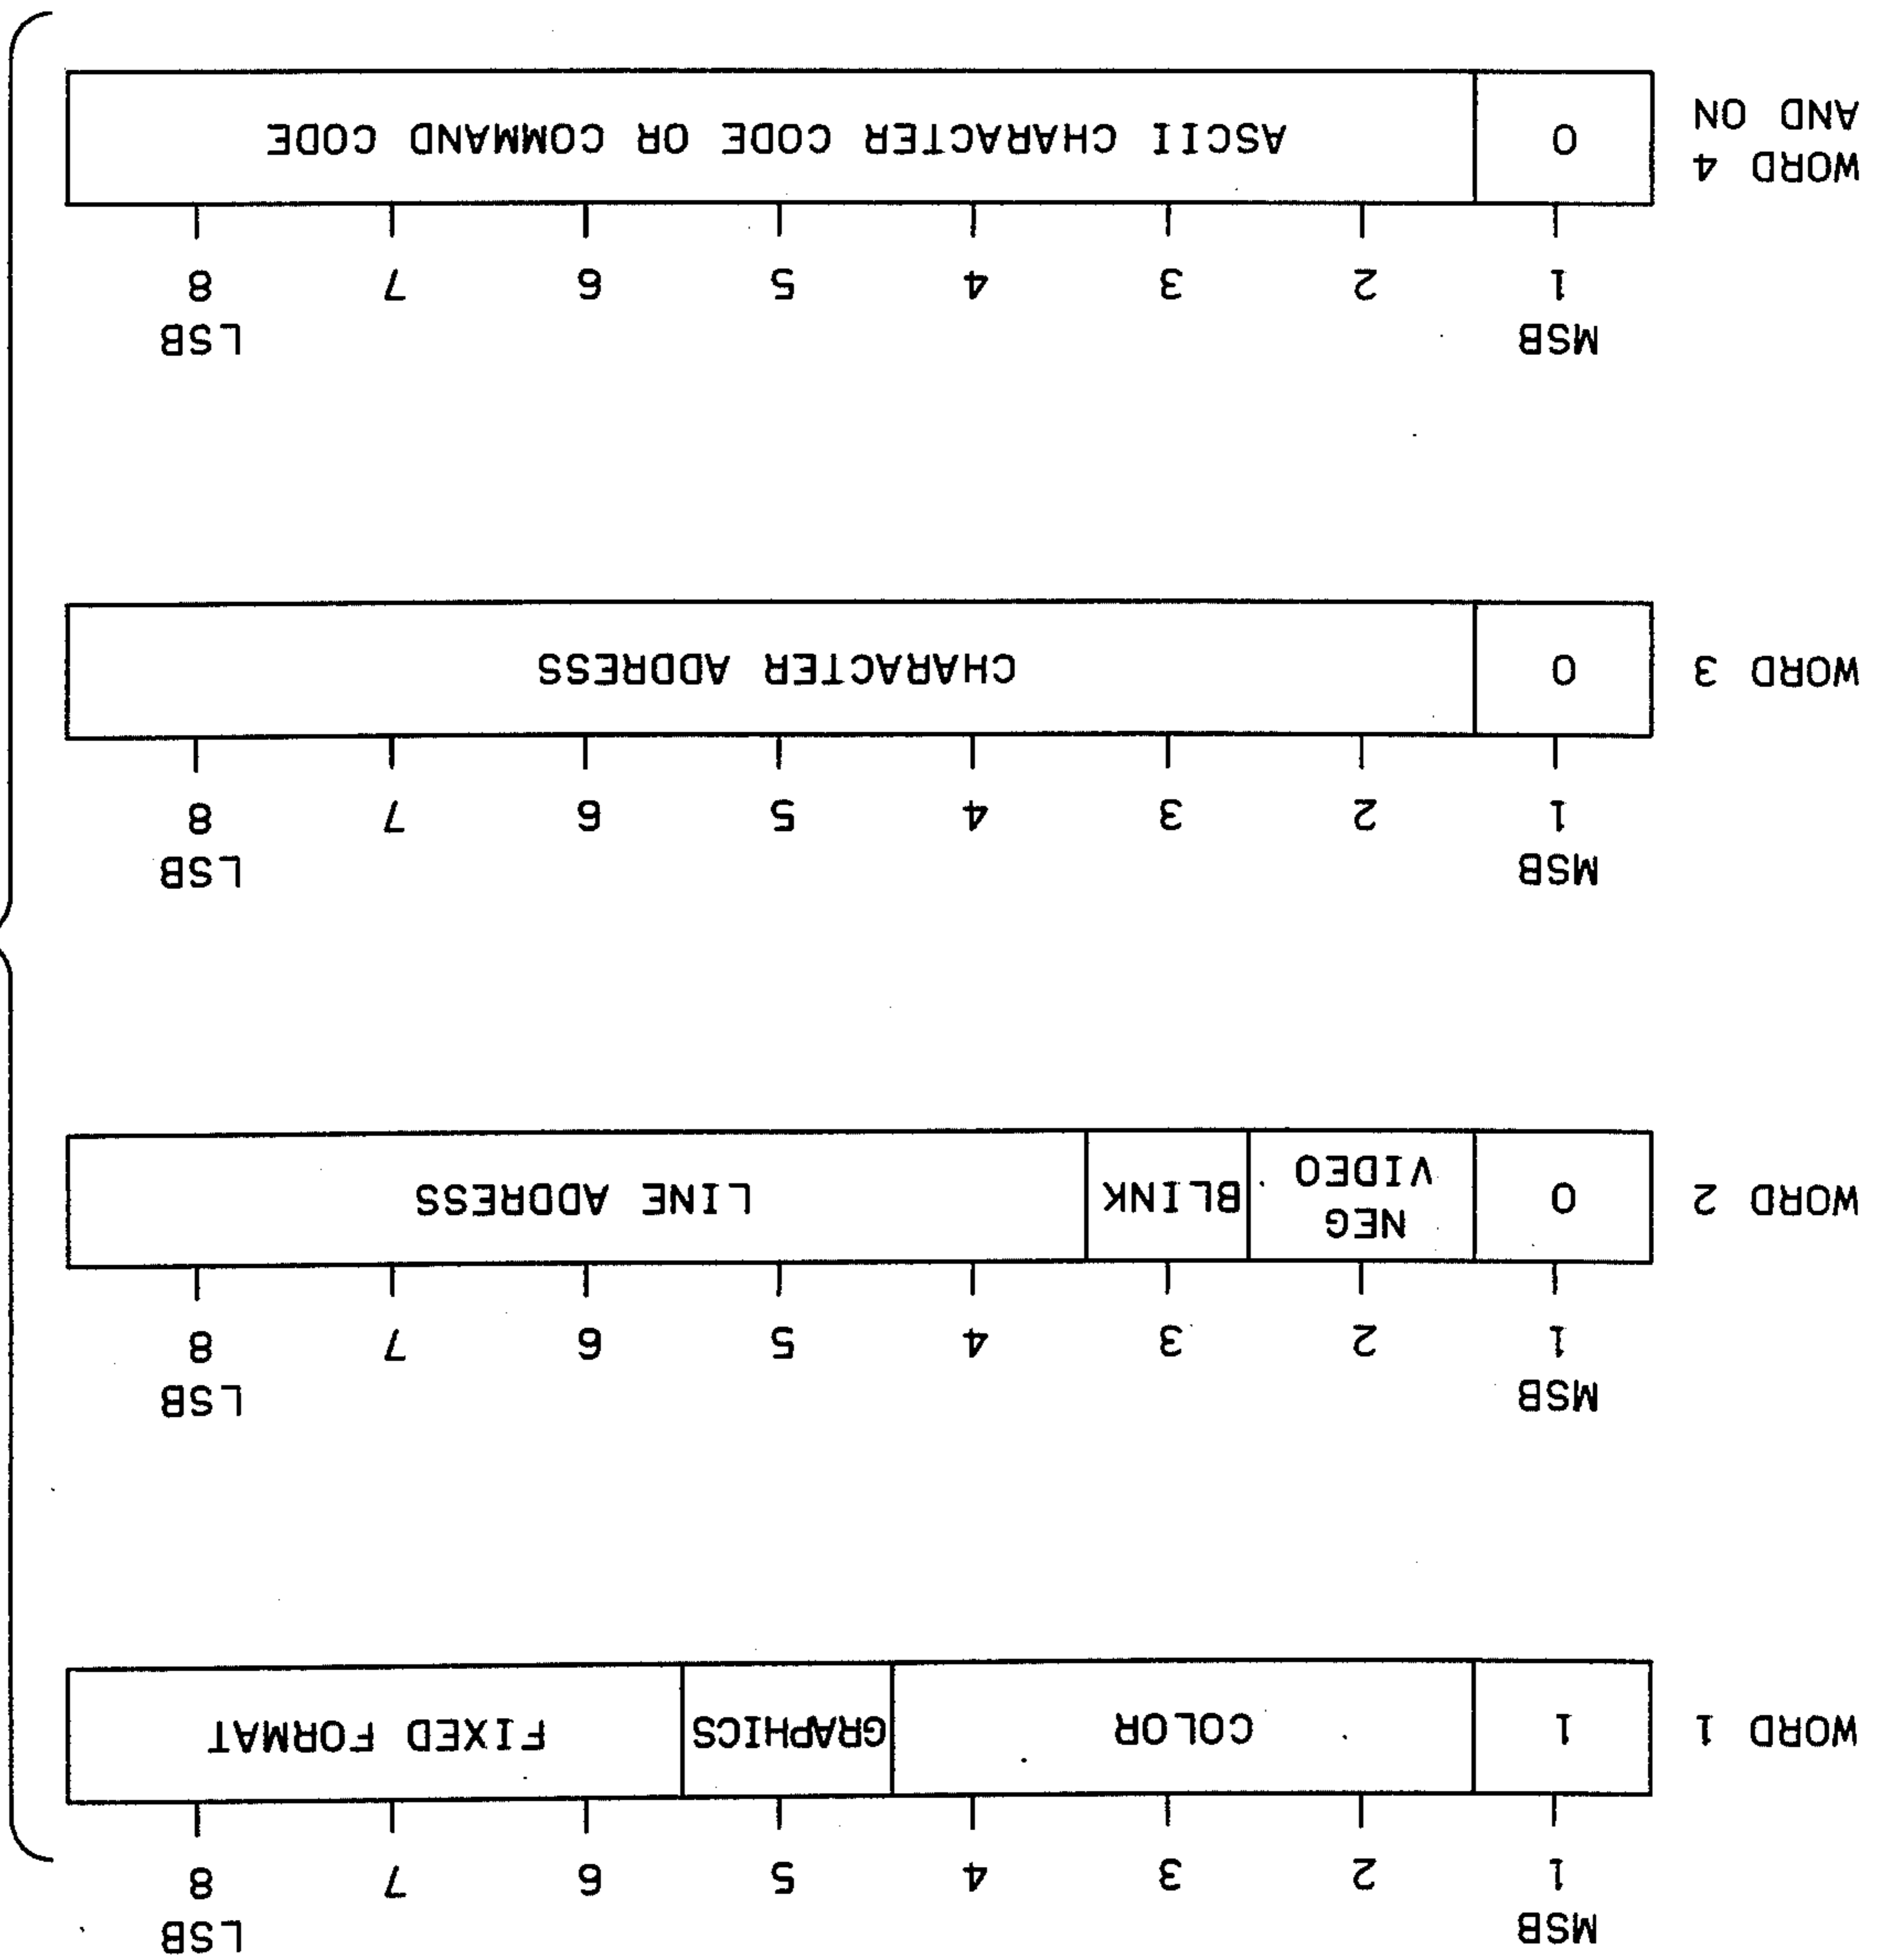 MSB LSB
1 2 3 4 5 6 7 8
WORD 1 1 COLOR GRAPHICS FIXED FORMAT
MSB LSB
1 2 3 4 5 6 7 8
WORD 2 0 NEG VIDEO BLINK LINE ADDRESS
MSB LSB
1 2 3 4 5 6 7 8
WORD 3 0 CHARACTER ADDRESS
MSB LSB
1 2 3 4 5 6 7 8
WORD 4
AND ON 0 ASCII CHARACTER CODE OR COMMAND CODE